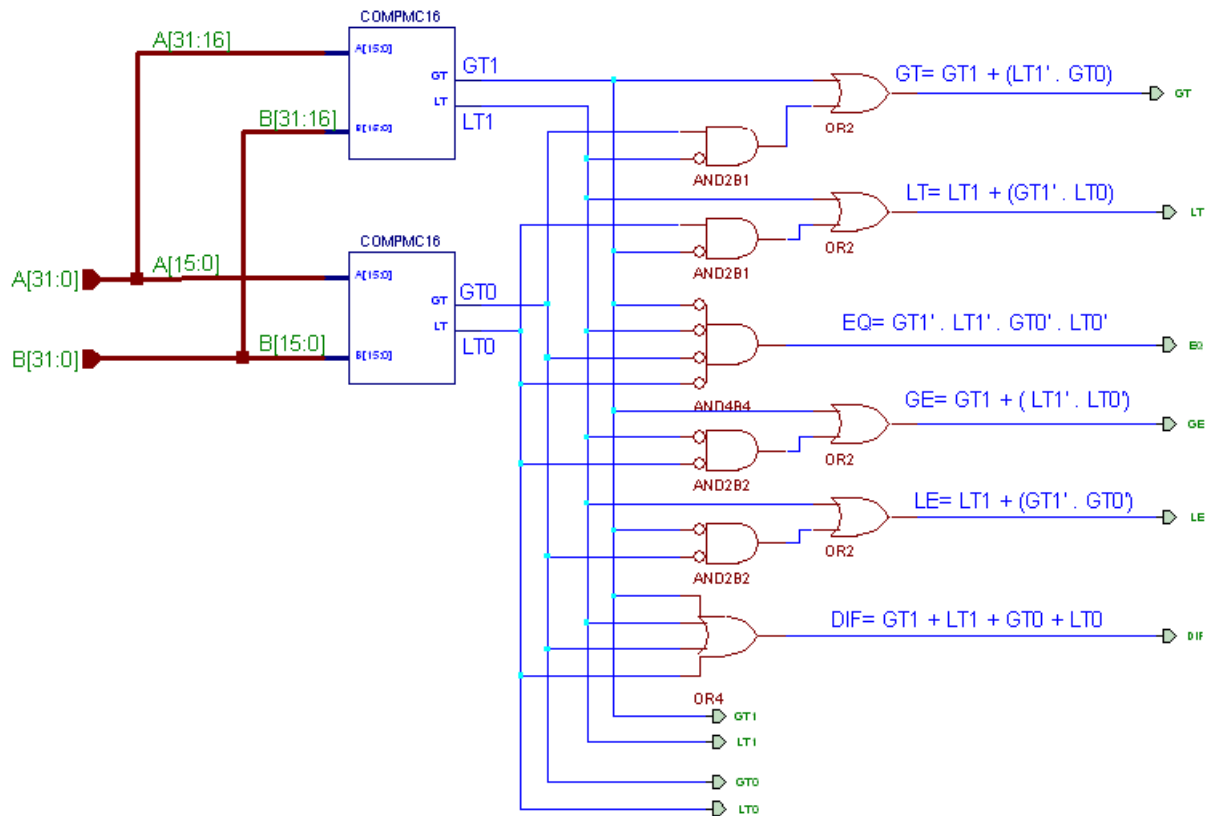 COMPMC16
A[31:16]
A[15:0]
GT
GT1
LT
LT1
B[31:16]
B[15:0]
GT= GT1 + (LT1' . GT0)
GT
OR2
AND2B1
LT= LT1 + (GT1' . LT0)
LT
OR2
AND2B1
COMPMC16
A[31:0]
A[15:0]
A[15:0]
GT
GT0
LT
LT0
B[31:0]
B[15:0]
B[15:0]
EQ= GT1' . LT1' . GT0' . LT0'
EQ
AND4B4
GE= GT1 + ( LT1' . LT0')
GE
OR2
AND2B2
LE= LT1 + (GT1' . GT0')
LE
OR2
AND2B2
DIF= GT1 + LT1 + GT0 + LT0
DIF
OR4
GT1
LT1
GT0
LT0